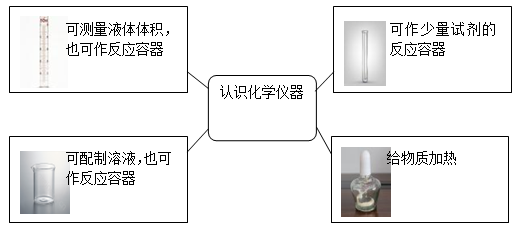 可测量液体体积，
也可作反应容器
可作少量试剂的
反应容器
认识化学仪器
可配制溶液，也可
作反应容器
给物质加热